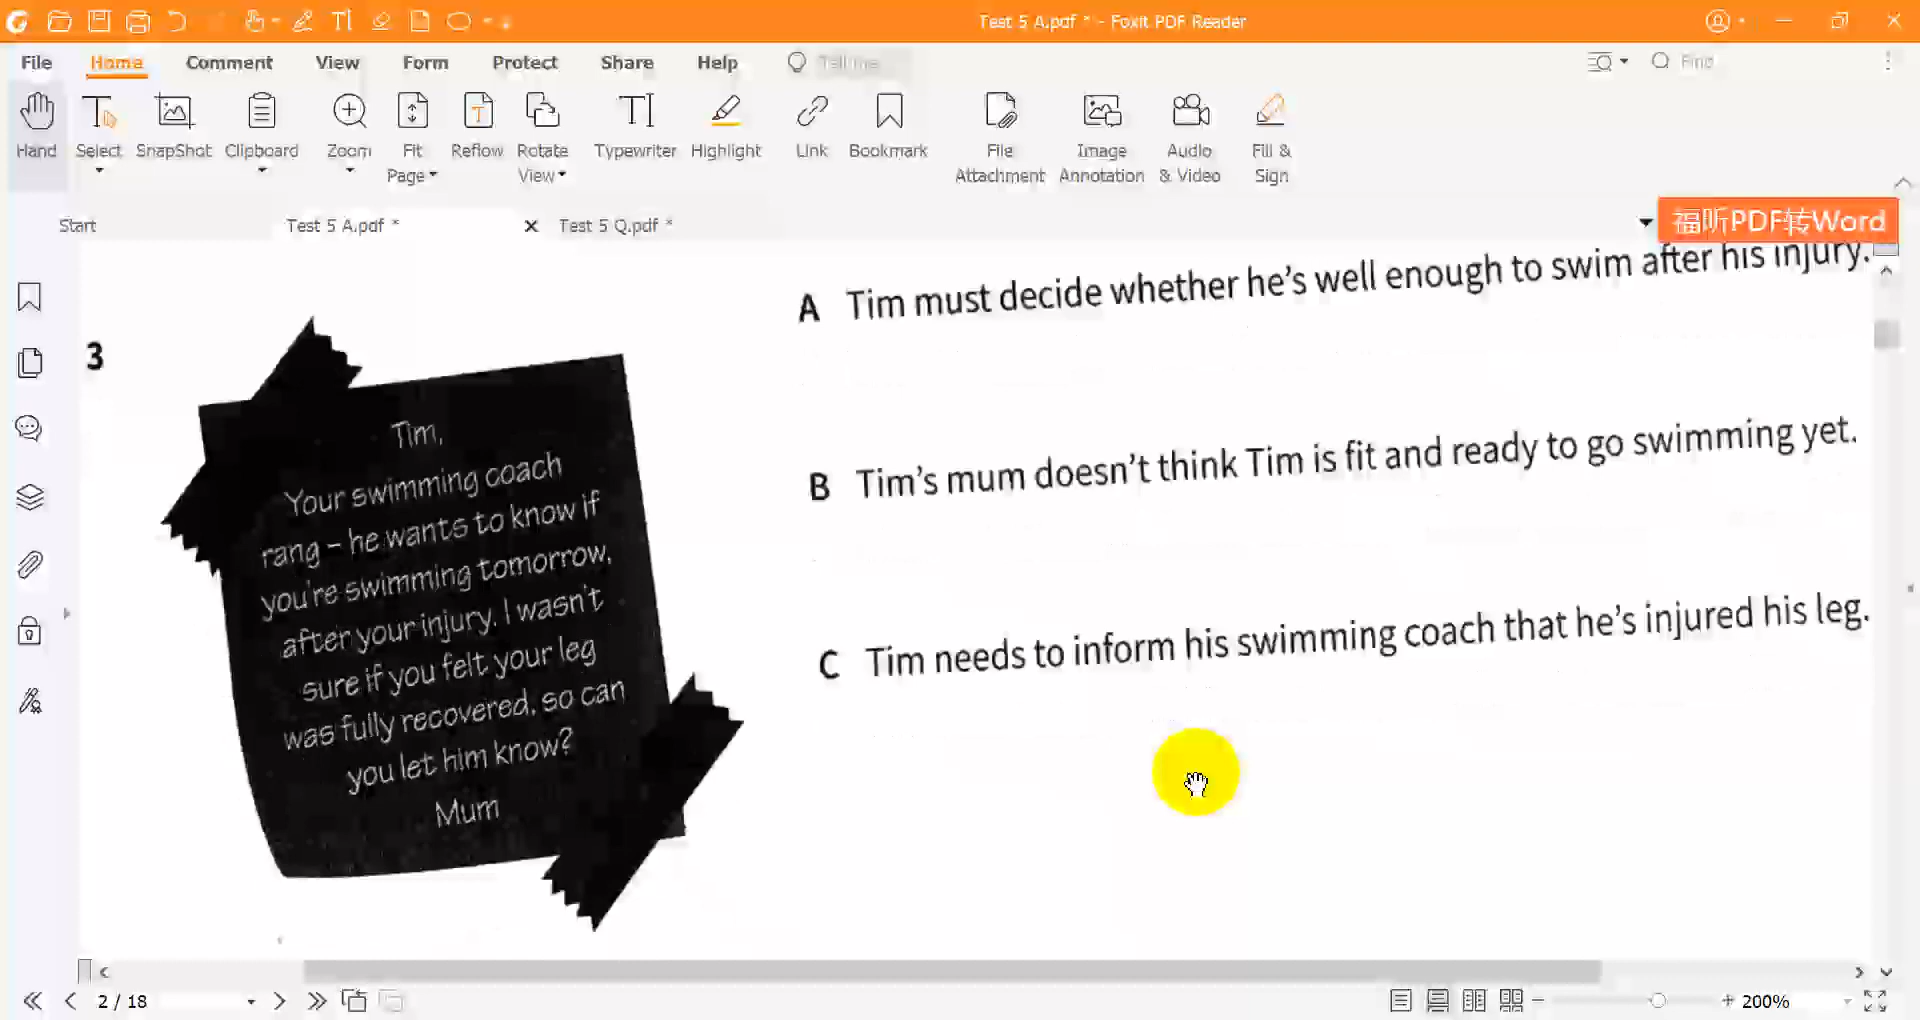 Test 5 A.pdf * - Foxit PDF Reader
File Home Comment View Form Protect Share Help Tell me Find
Hand Select SnapShot Clipboard Zoom Fit Page Reflow Rotate View Typewriter Highlight Link Bookmark File Attachment Image Annotation Audio & Video Fill & Sign
Start Test 5 A.pdf * Test 5 Q.pdf * 福昕PDF转Word
3
Tim,
Your swimming coach
rang – he wants to know if
you're swimming tomorrow,
after your injury. I wasn't
sure if you felt your leg
was fully recovered, so can
you let him know?
Mum
A Tim must decide whether he's well enough to swim after his injury.
B Tim's mum doesn't think Tim is fit and ready to go swimming yet.
C Tim needs to inform his swimming coach that he's injured his leg.
2 / 18 200%